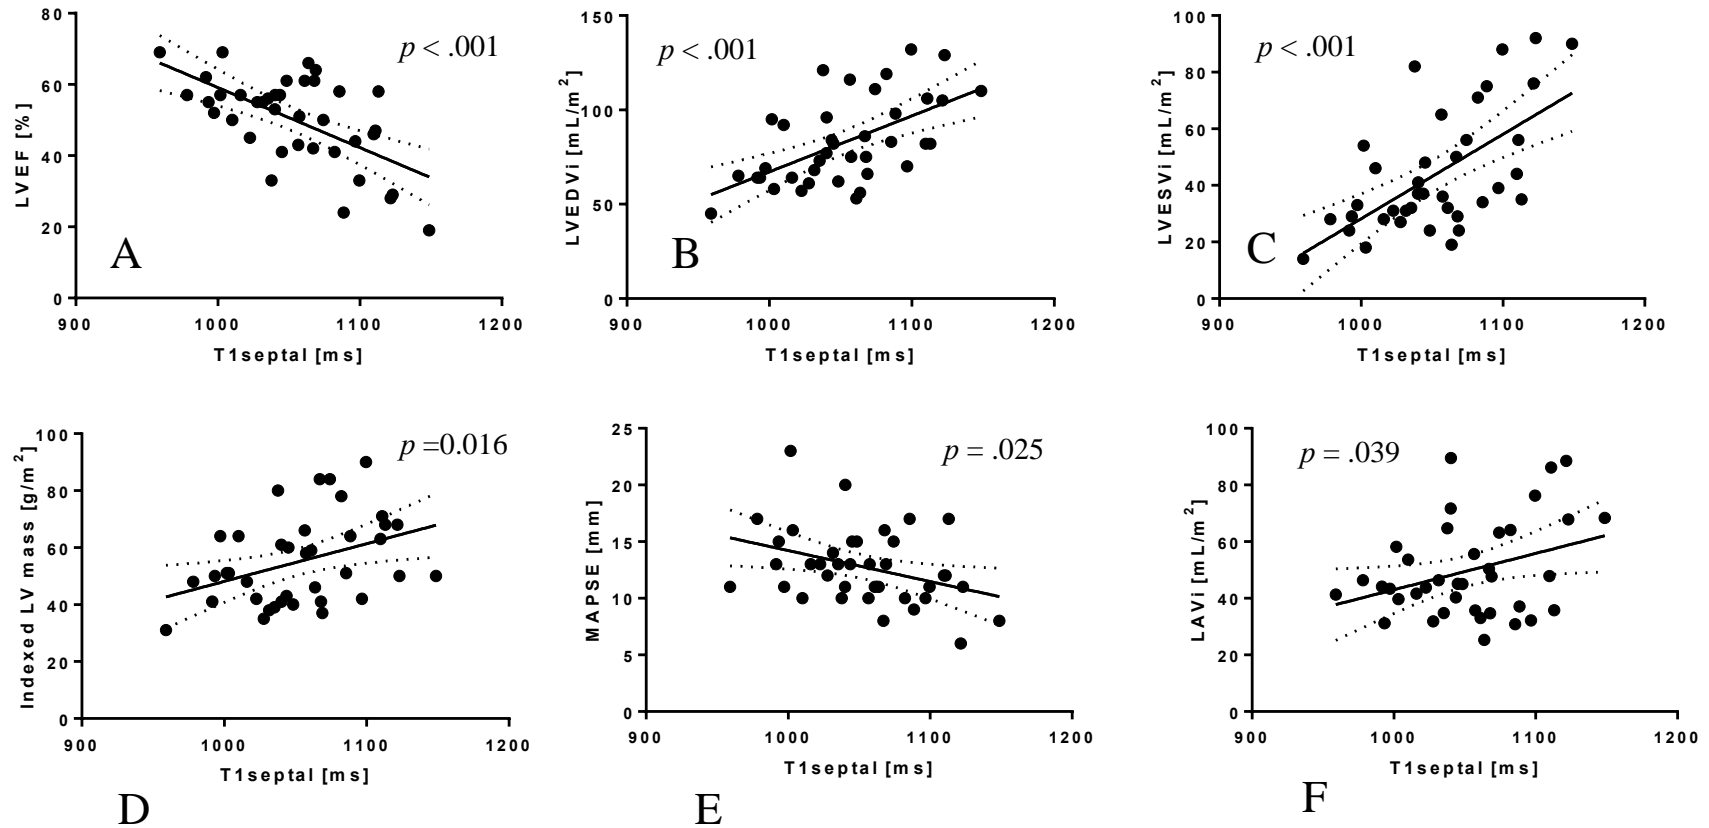 80
60
40
20
0
LVEF [%]
p < .001
A
900 1000 1100 1200
T1septal [ms]
150
100
50
0
LVEDVi [mL/m²]
p < .001
B
900 1000 1100 1200
T1septal [ms]
100
80
60
40
20
0
LVESVi [mL/m²]
p < .001
C
900 1000 1100 1200
T1septal [ms]
100
80
60
40
20
0
Indexed LV mass [g/m²]
p =0.016
900 1000 1100 1200
T1septal [ms]
D
25
20
15
10
5
0
MAPSE [mm]
p = .025
900 1000 1100 1200
T1septal [ms]
E
100
80
60
40
20
0
LAVi [mL/m²]
p = .039
900 1000 1100 1200
T1septal [ms]
F